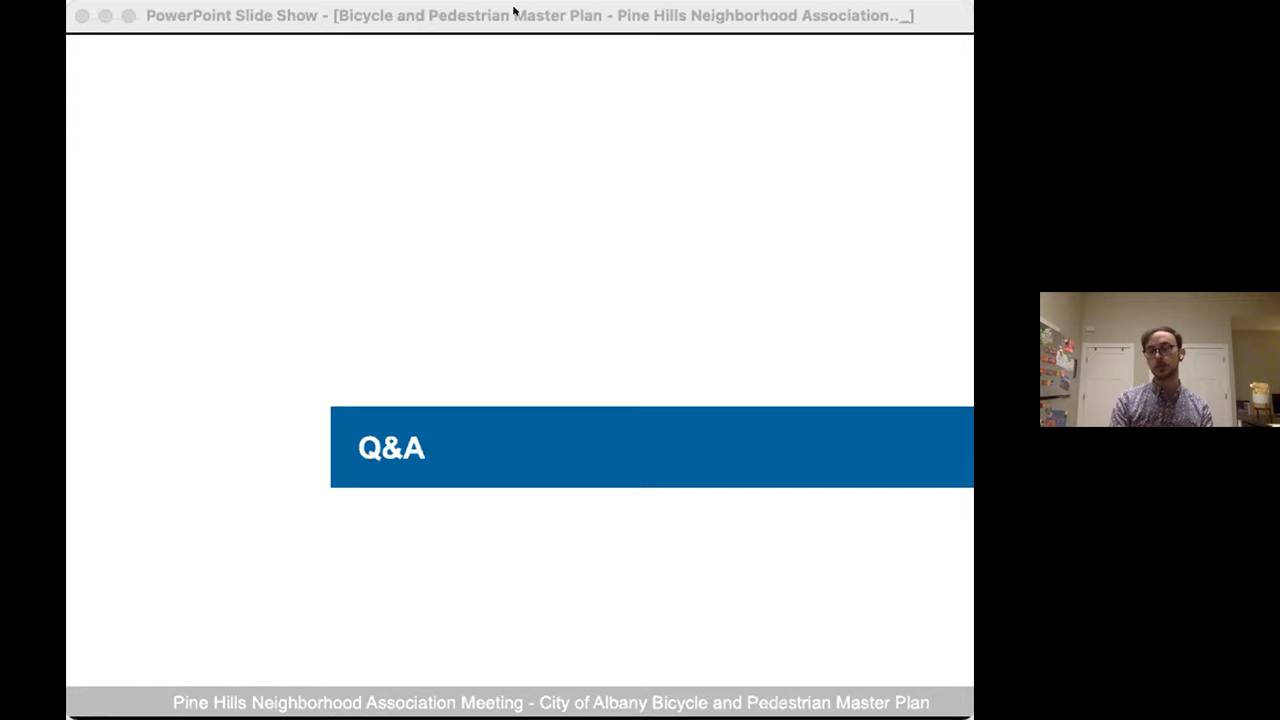 PowerPoint Slide Show - [Bicycle and Pedestrian Master Plan - Pine Hills Neighborhood Association.._]
Q&A
Pine Hills Neighborhood Association Meeting - City of Albany Bicycle and Pedestrian Master Plan